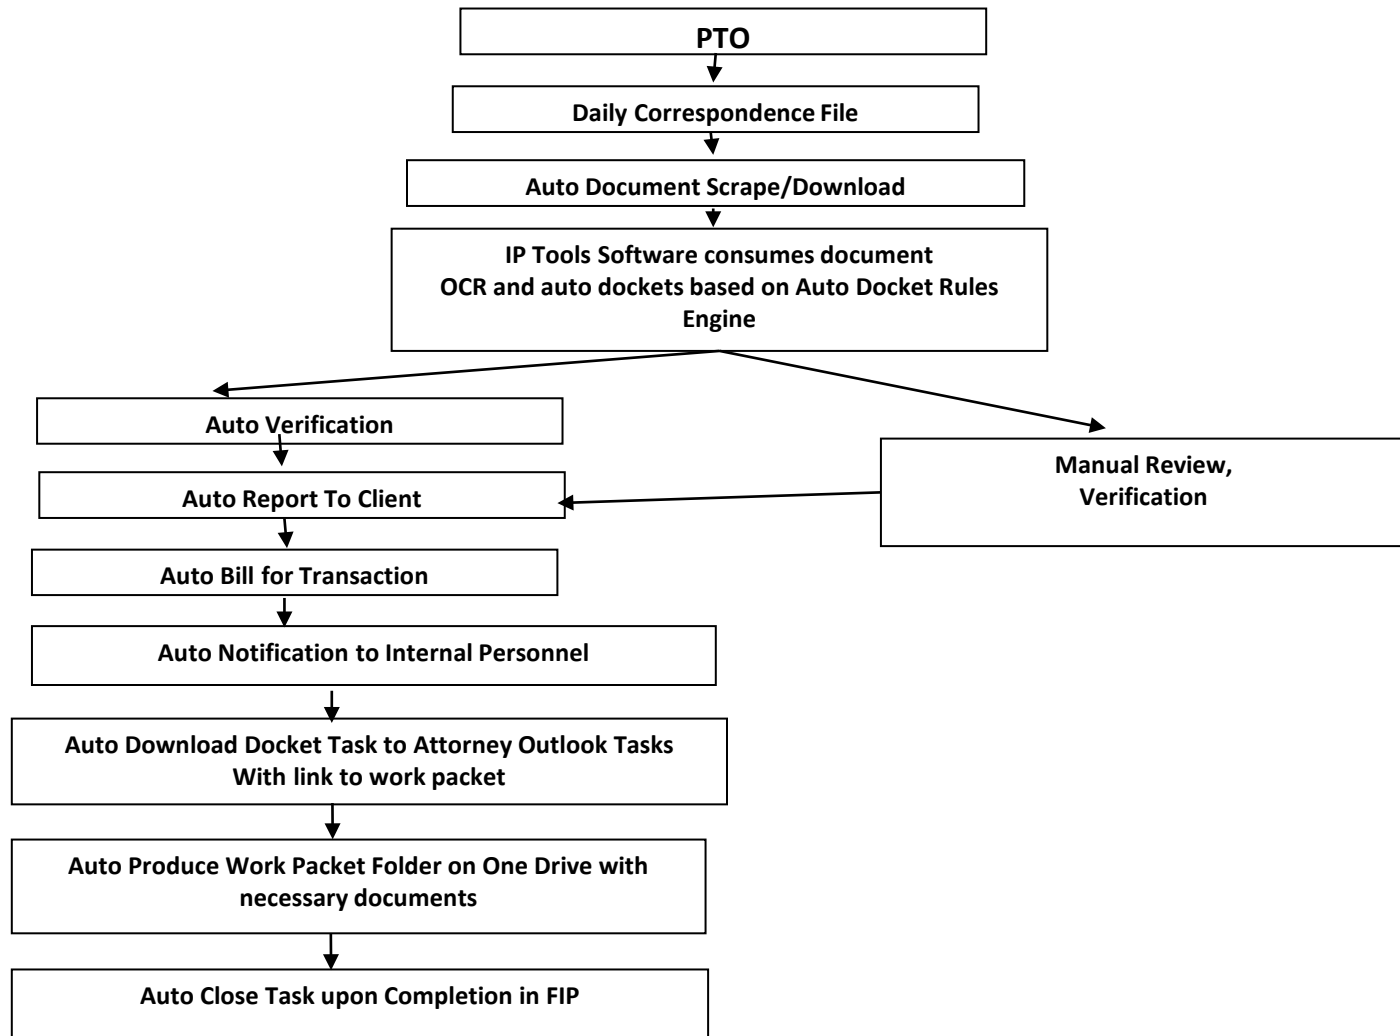 PTO
Daily Correspondence File
Auto Document Scrape/Download
IP Tools Software consumes document
OCR and auto dockets based on Auto Docket Rules
Engine
Auto Verification
Manual Review,
Verification
Auto Report To Client
Auto Bill for Transaction
Auto Notification to Internal Personnel
Auto Download Docket Task to Attorney Outlook Tasks
With link to work packet
Auto Produce Work Packet Folder on One Drive with
necessary documents
Auto Close Task upon Completion in FIP